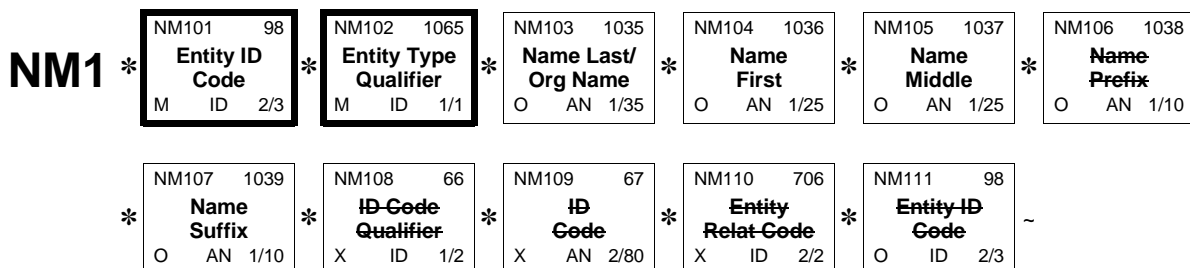 NM101 98 NM102 1065 NM103 1035 NM104 1036 NM105 1037 NM106 1038
NM1 * Entity ID * Entity Type * Name Last/ * Name * Name * Name
Code Qualifier Org Name First Middle Prefix
M ID 2/3 M ID 1/1 O AN 1/35 O AN 1/25 O AN 1/25 O AN 1/10
NM107 1039 NM108 66 NM109 67 NM110 706 NM111 98
* Name * ID Code * ID * Entity * Entity ID ~
Suffix Qualifier Code Relat Code Code
O AN 1/10 X ID 1/2 X AN 2/80 X ID 2/2 O ID 2/3